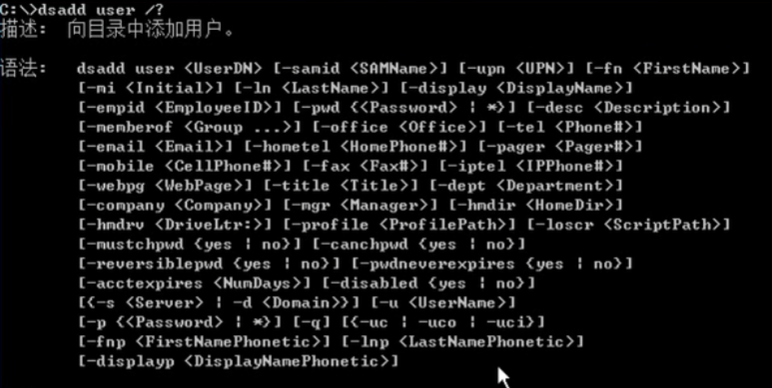 C:\>dsadd user /?
描述： 向目录中添加用户。
语法： dsadd user <UserDN> [-samid <SAMName>] [-upn <UPN>] [-fn <FirstName>]
[-mi <Initial>] [-ln <LastName>] [-display <DisplayName>]
[-empid <EmployeeID>] [-pwd {<Password> | *}] [-desc <Description>]
[-memberof <Group ...>] [-office <Office>] [-tel <Phone#>]
[-email <Email>] [-hometel <HomePhone#>] [-pager <Pager#>]
[-mobile <CellPhone#>] [-fax <Fax#>] [-iptel <IPPhone#>]
[-webpg <WebPage>] [-title <Title>] [-dept <Department>]
[-company <Company>] [-mgr <Manager>] [-hmdir <HomeDir>]
[-hmdrv <DriveLtr:>] [-profile <ProfilePath>] [-loscr <ScriptPath>]
[-mustchpwd {yes | no}] [-canchpwd {yes | no}]
[-reversiblepwd {yes | no}] [-pwdneverexpires {yes | no}]
[-acctexpires <NumDays>] [-disabled {yes | no}]
[{-s <Server> | -d <Domain>}] [-u <UserName>]
[-p {<Password> | *}] [-q] [{-uc | -uco | -uci}]
[-fnp <FirstNamePhonetic>] [-lnp <LastNamePhonetic>]
[-displayp <DisplayNamePhonetic>]